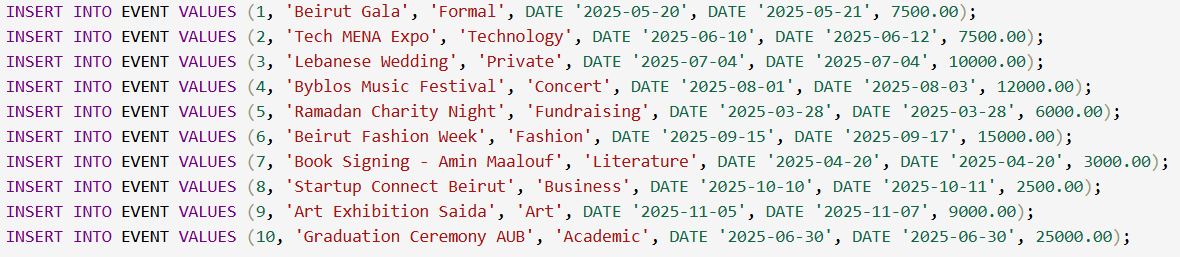 INSERT INTO EVENT VALUES (1, 'Beirut Gala', 'Formal', DATE '2025-05-20', DATE '2025-05-21', 7500.00);
INSERT INTO EVENT VALUES (2, 'Tech MENA Expo', 'Technology', DATE '2025-06-10', DATE '2025-06-12', 7500.00);
INSERT INTO EVENT VALUES (3, 'Lebanese Wedding', 'Private', DATE '2025-07-04', DATE '2025-07-04', 10000.00);
INSERT INTO EVENT VALUES (4, 'Byblos Music Festival', 'Concert', DATE '2025-08-01', DATE '2025-08-03', 12000.00);
INSERT INTO EVENT VALUES (5, 'Ramadan Charity Night', 'Fundraising', DATE '2025-03-28', DATE '2025-03-28', 6000.00);
INSERT INTO EVENT VALUES (6, 'Beirut Fashion Week', 'Fashion', DATE '2025-09-15', DATE '2025-09-17', 15000.00);
INSERT INTO EVENT VALUES (7, 'Book Signing - Amin Maalouf', 'Literature', DATE '2025-04-20', DATE '2025-04-20', 3000.00);
INSERT INTO EVENT VALUES (8, 'Startup Connect Beirut', 'Business', DATE '2025-10-10', DATE '2025-10-11', 2500.00);
INSERT INTO EVENT VALUES (9, 'Art Exhibition Saida', 'Art', DATE '2025-11-05', DATE '2025-11-07', 9000.00);
INSERT INTO EVENT VALUES (10, 'Graduation Ceremony AUB', 'Academic', DATE '2025-06-30', DATE '2025-06-30', 25000.00);